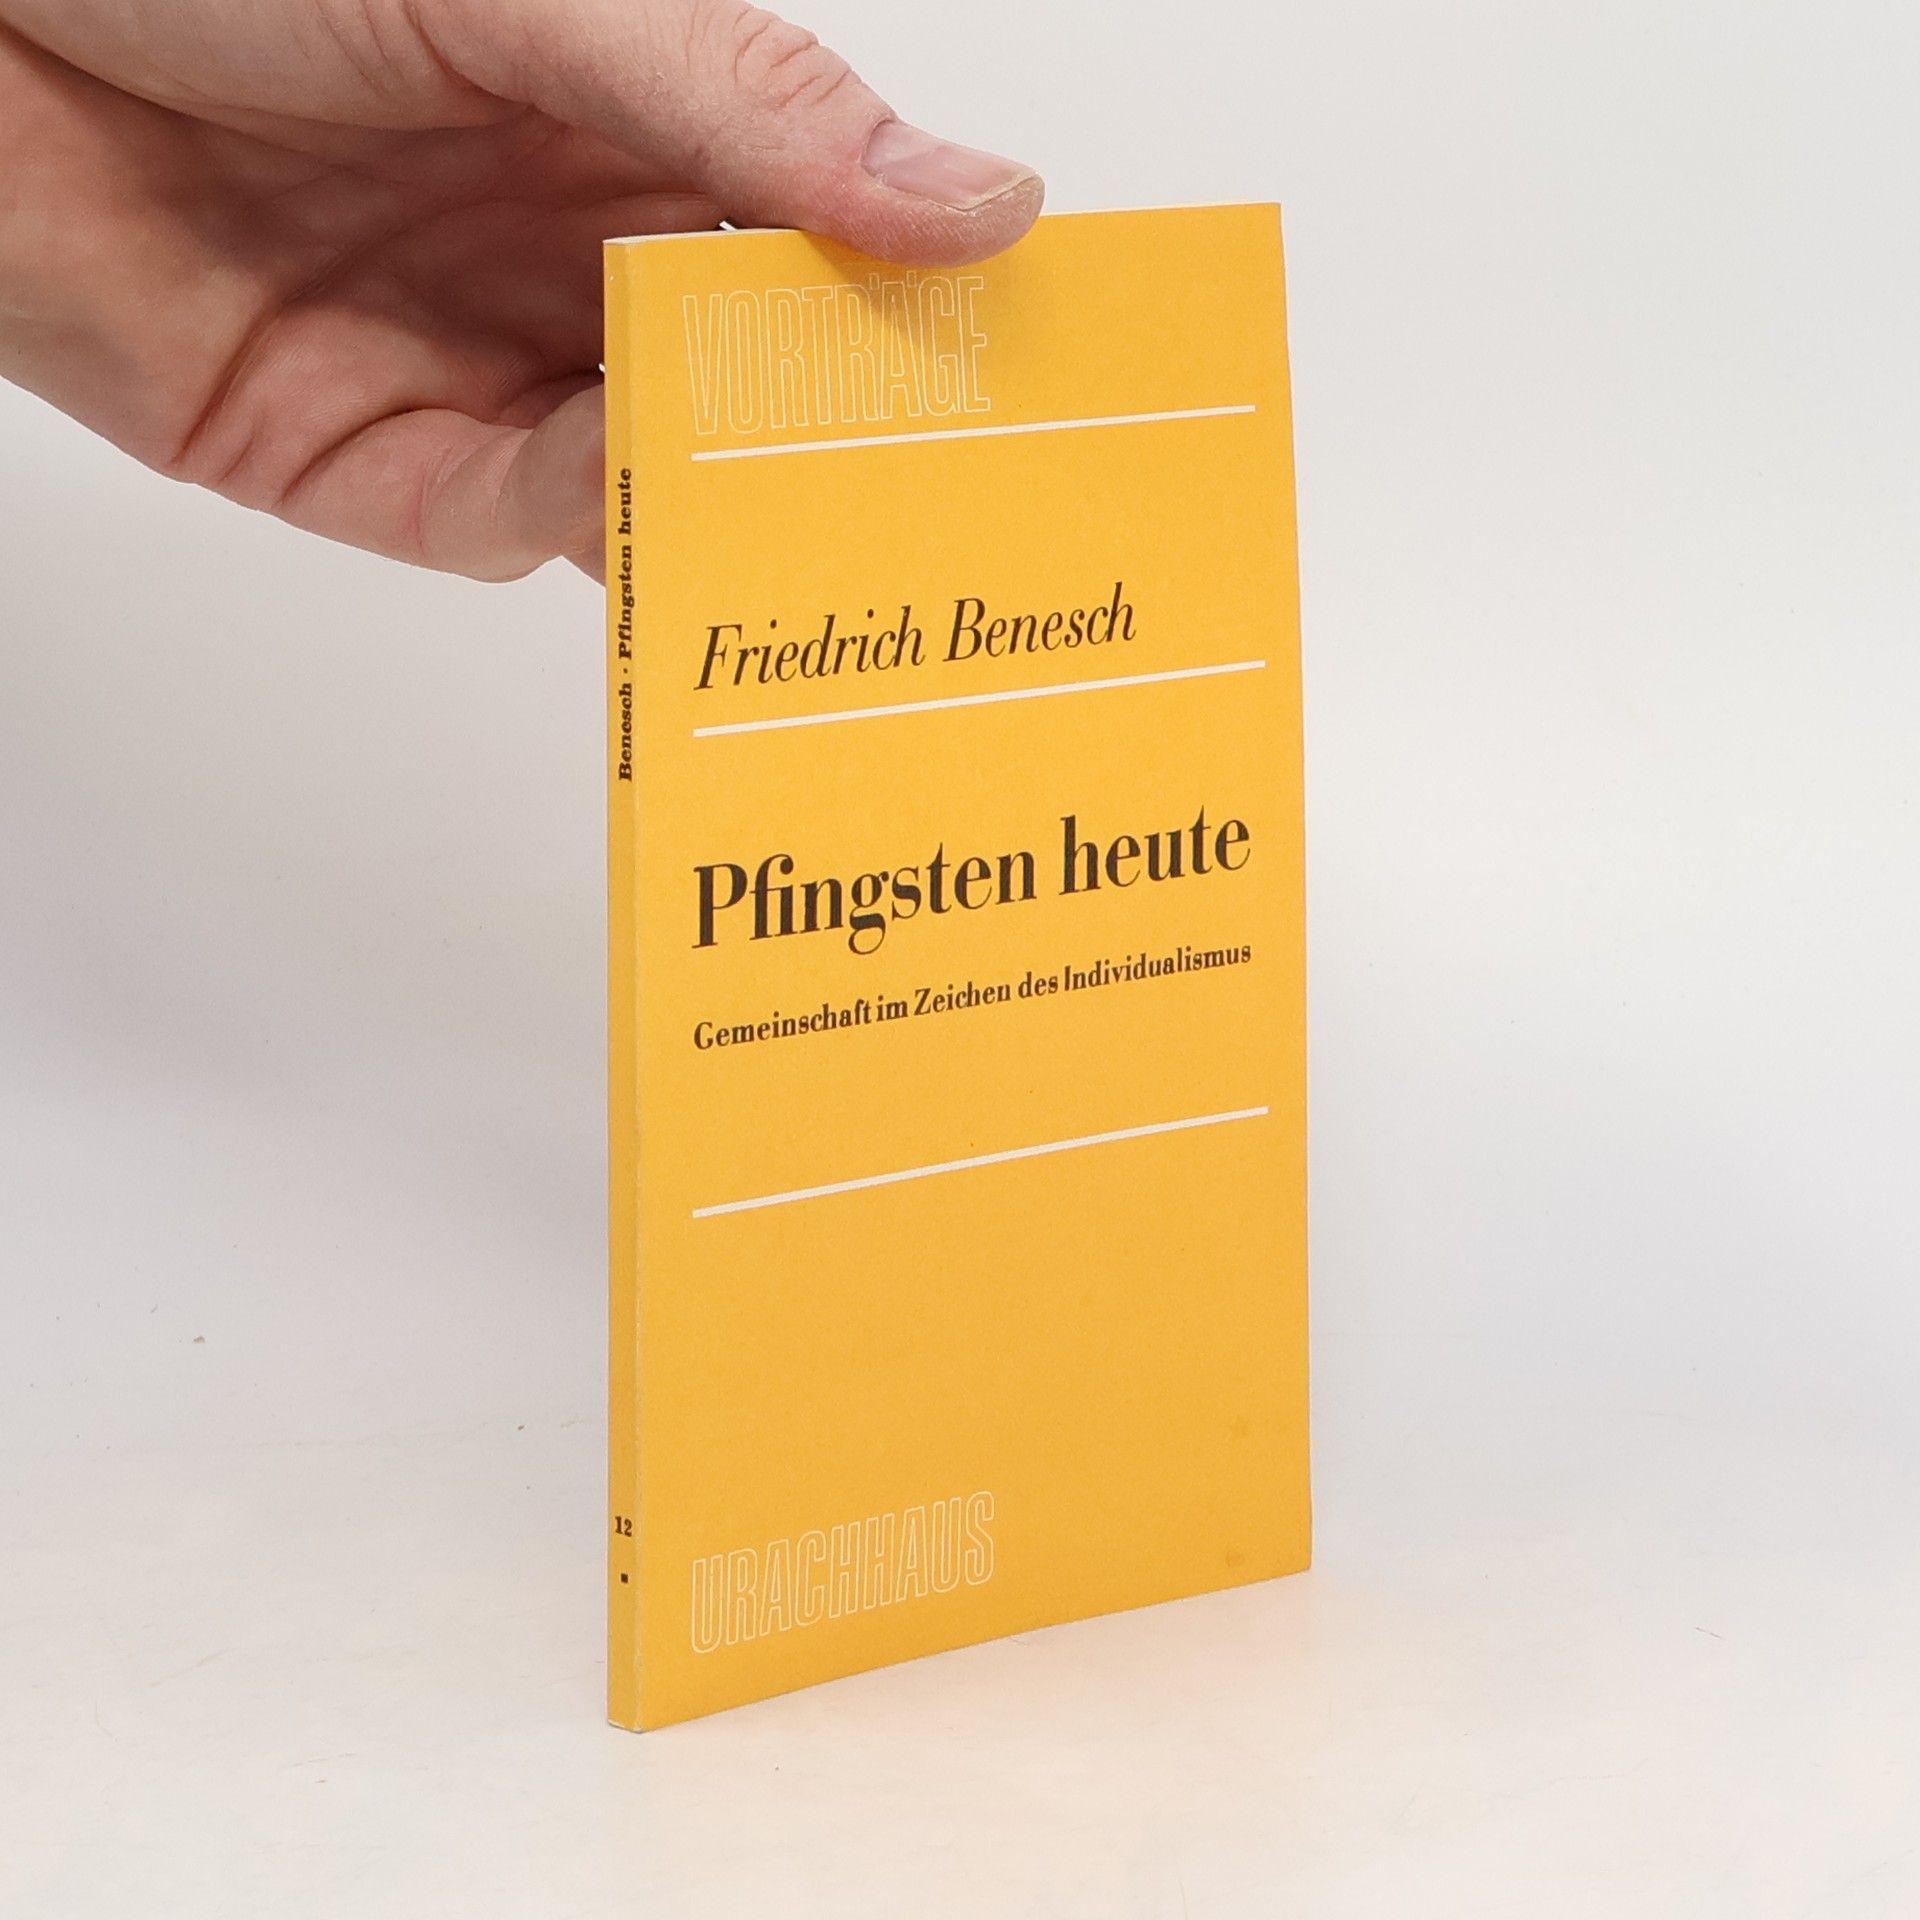 VORTRÄGE
Friedrich Benesch
Pfingsten heute
Gemeinschaft im Zeichen des Individualismus
URACHHAUS
Benesch · Pfingsten heute
12